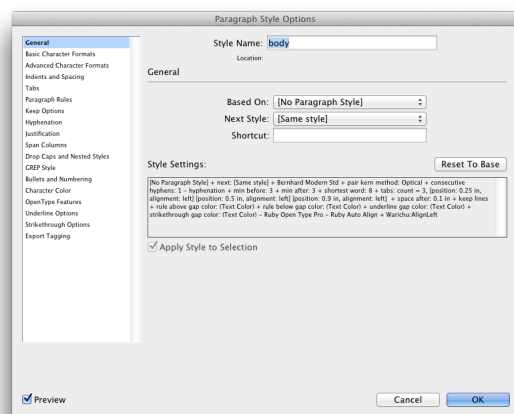 Paragraph Style Options
General
Basic Character Formats
Advanced Character Formats
Indents and Spacing
Tabs
Paragraph Rules
Keep Options
Hyphenation
Justification
Span Columns
Drop Caps and Nested Styles
GREP Style
Bullets and Numbering
Character Color
OpenType Features
Underline Options
Strikethrough Options
Export Tagging
Style Name: body
Location:
General
Based On: [No Paragraph Style]
Next Style: [Same style]
Shortcut:
Style Settings:
Reset To Base
[No Paragraph Style] + next: [Same style] + Bernhard Modern Std + pair kern method: Optical + consecutive
hyphens: 1 - hyphenation + min before: 3 + min after: 3 + shortest word: 8 + tabs: count = 3, [position: 0.25 in,
alignment: left] [position: 0.5 in, alignment: left] [position: 0.9 in, alignment: left] + space after: 0.1 in + keep lines
+ rule above gap color: (Text Color) + rule below gap color: (Text Color) + underline gap color: (Text Color) +
strikethrough gap color: (Text Color) - Ruby Open Type Pro - Ruby Auto Align + Warichu:AlignLeft
Apply Style to Selection
Preview
Cancel
OK